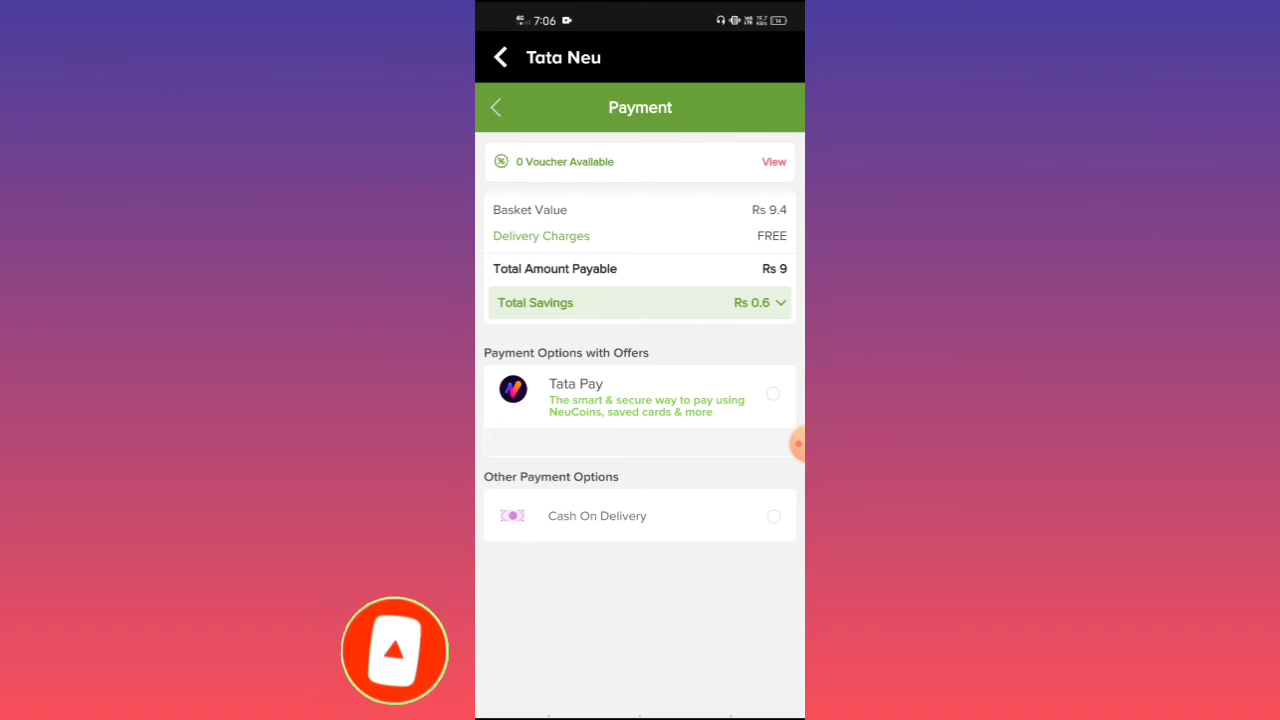 4G 7:06
14
Tata Neu
Payment
0 Voucher Available View
Basket Value Rs 9.4
Delivery Charges FREE
Total Amount Payable Rs 9
Total Savings Rs 0.6
Payment Options with Offers
Tata Pay
The smart & secure way to pay using
NeuCoins, saved cards & more
Other Payment Options
Cash On Delivery